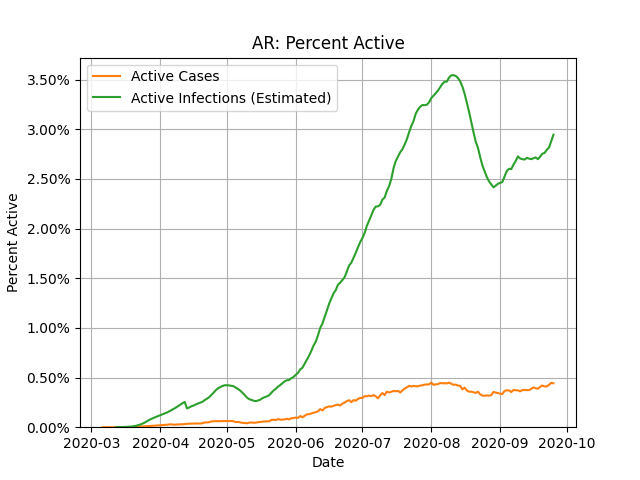 AR: Percent Active
Active Cases
Active Infections (Estimated)
3.50%
3.00%
2.50%
2.00%
1.50%
1.00%
0.50%
0.00%
Percent Active
2020-03 2020-04 2020-05 2020-06 2020-07 2020-08 2020-09 2020-10
Date